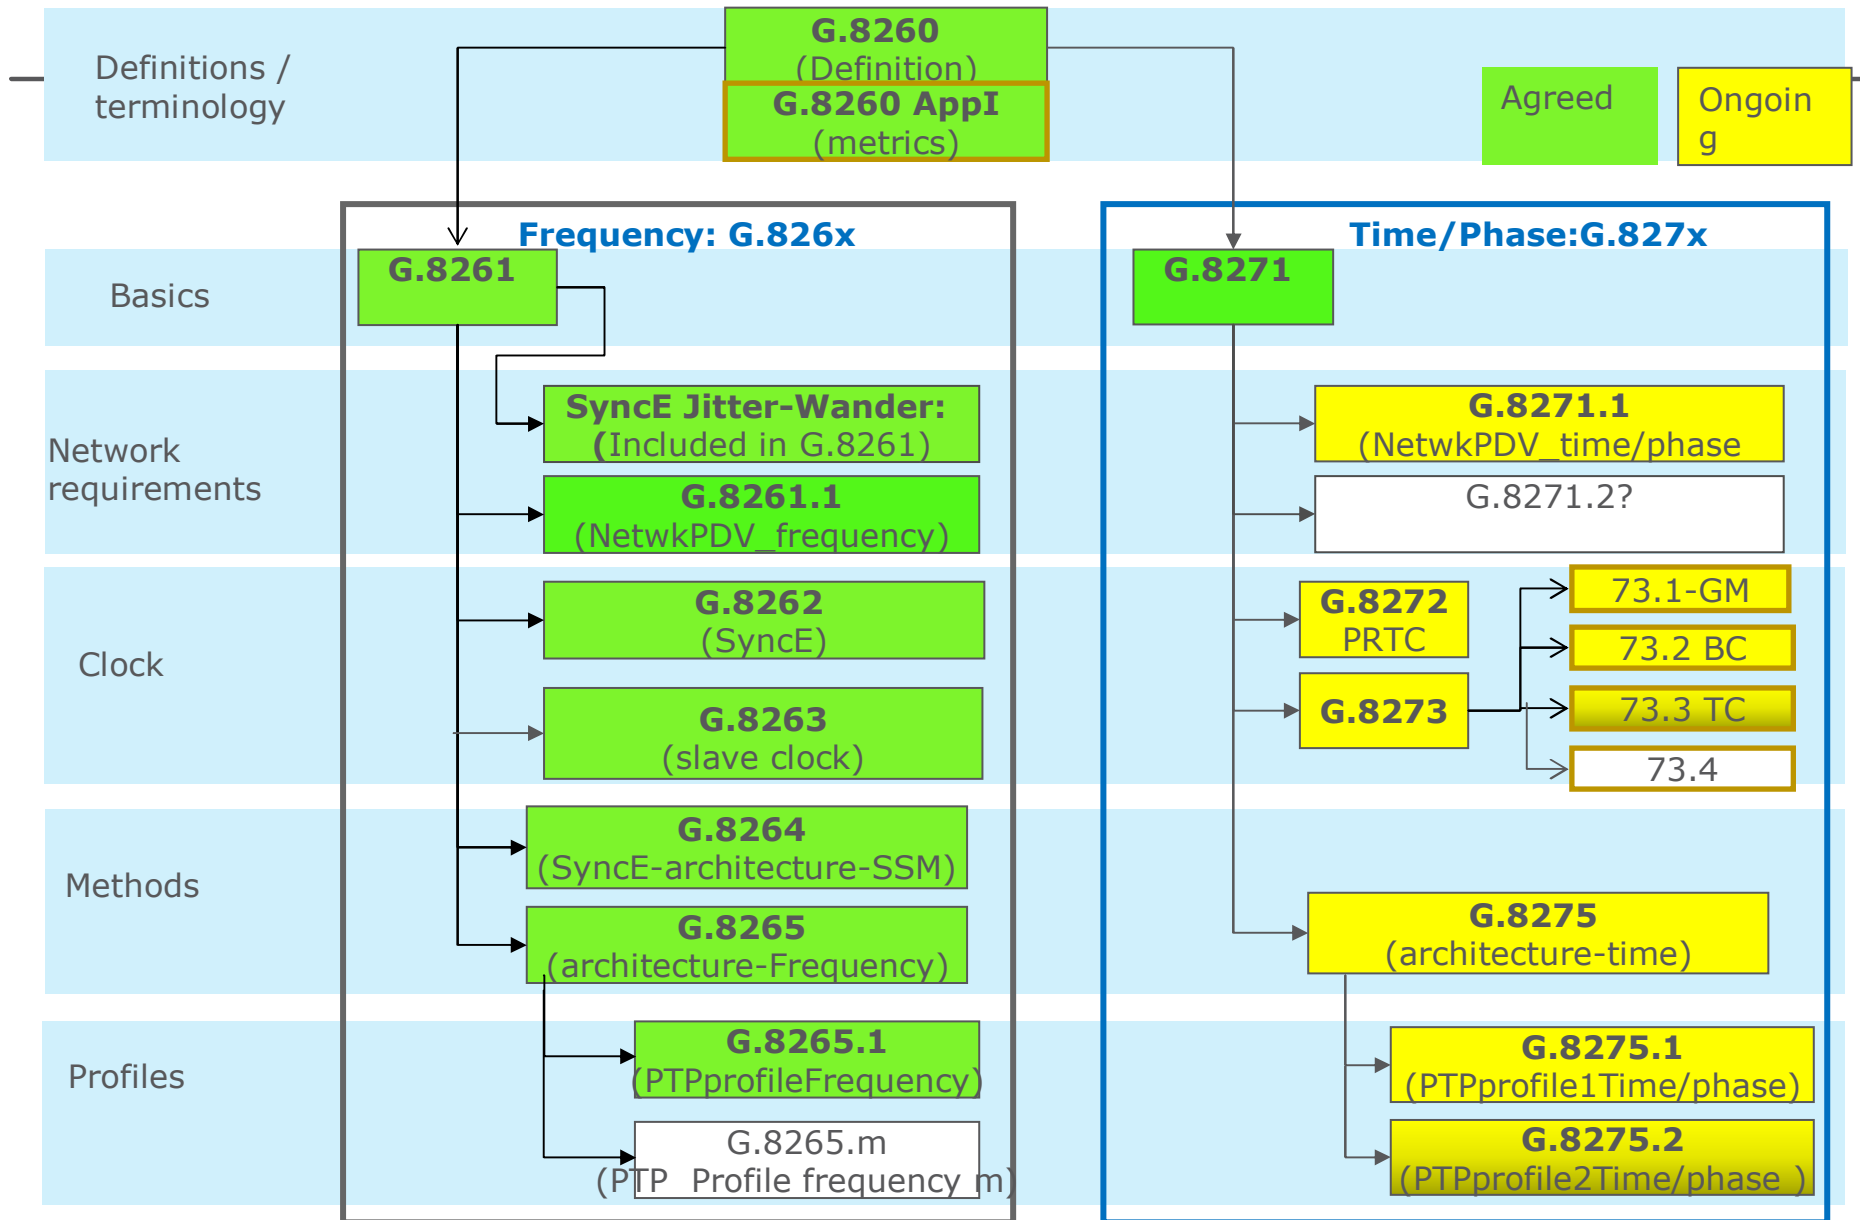 G.8260
(Definition)
G.8260 AppI
(metrics)
Definitions /
terminology
Agreed
Ongoin
g
Frequency: G.826x
Time/Phase:G.827x
Basics
G.8261
G.8271
Network
requirements
SyncE Jitter-Wander:
(Included in G.8261)
G.8261.1
(NetwkPDV_frequency)
G.8271.1
(NetwkPDV_time/phase
G.8271.2?
Clock
G.8262
(SyncE)
G.8263
(slave clock)
G.8272
PRTC
G.8273
73.1-GM
73.2 BC
73.3 TC
73.4
Methods
G.8264
(SyncE-architecture-SSM)
G.8265
(architecture-Frequency)
G.8275
(architecture-time)
Profiles
G.8265.1
(PTPprofileFrequency)
G.8265.m
(PTP Profile frequency m)
G.8275.1
(PTPprofile1Time/phase)
G.8275.2
(PTPprofile2Time/phase )